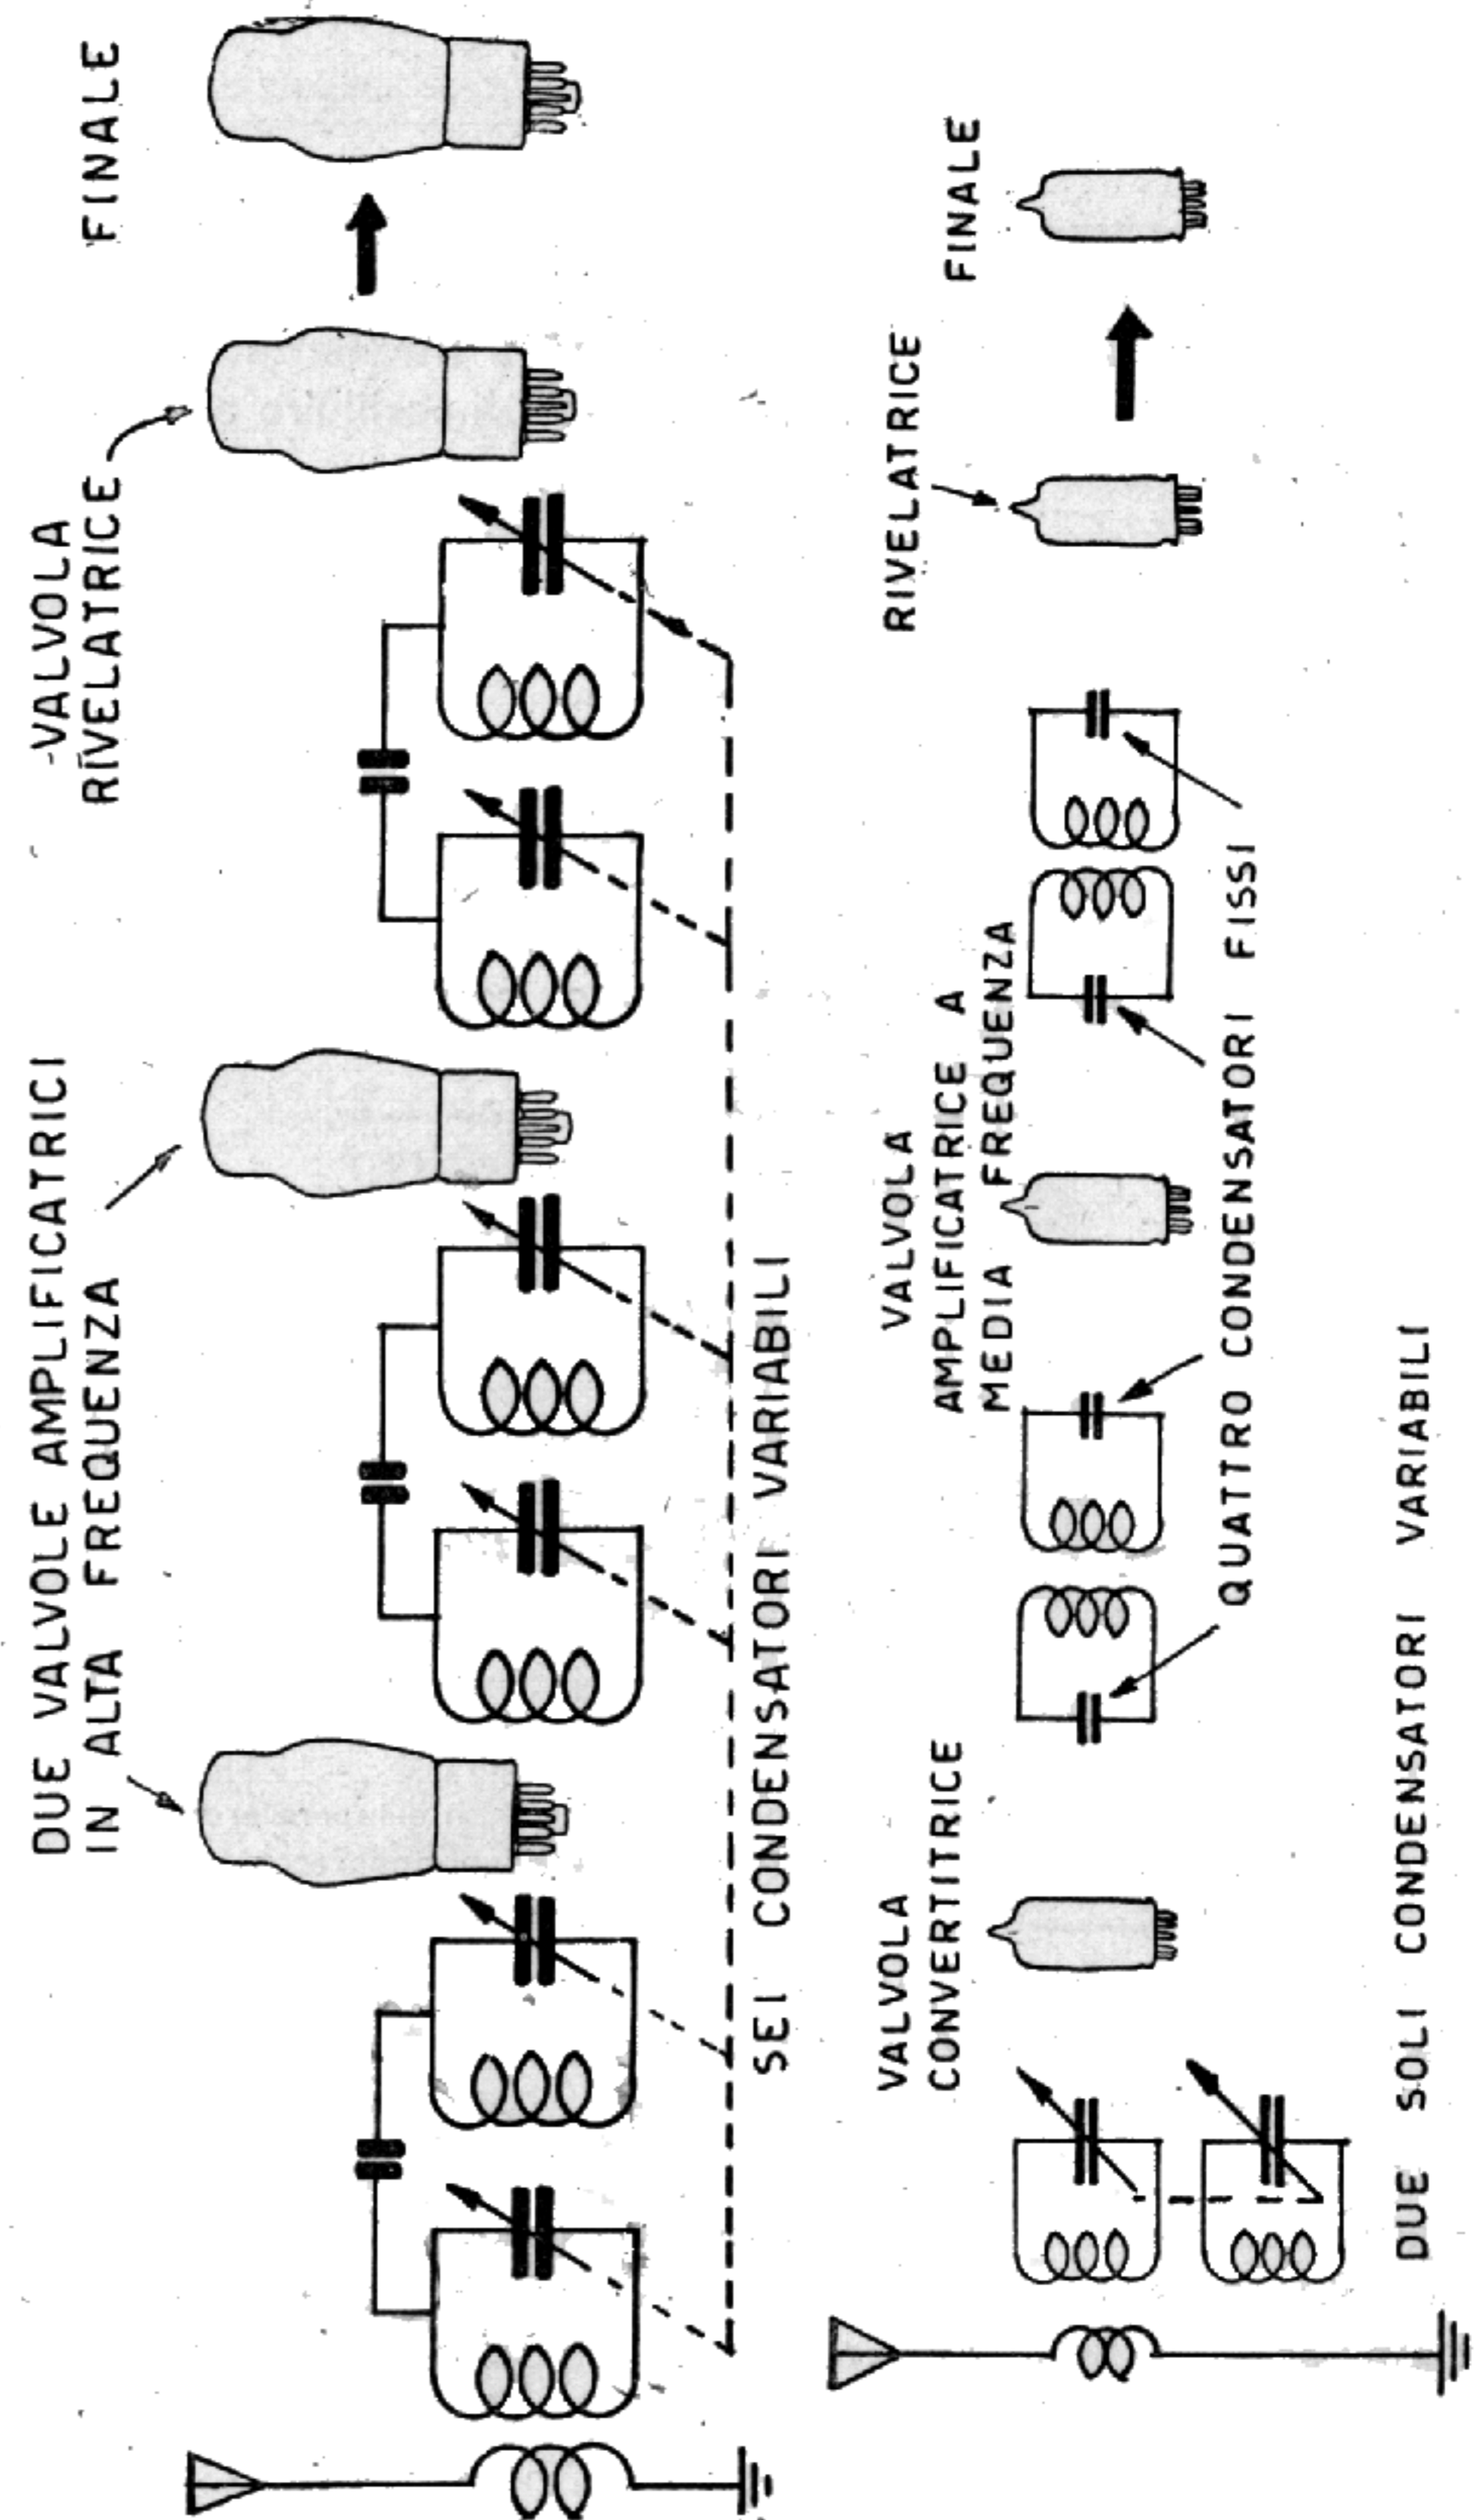 DUE VALVOLE AMPLIFICATRICI
IN ALTA FREQUENZA
VALVOLA
RIVELATRICE
FINALE
SEI CONDENSATORI VARIABILI
VALVOLA
CONVERTITRICE
VALVOLA
AMPLIFICATRICE A
MEDIA FREQUENZA
RIVELATRICE
FINALE
QUATTRO CONDENSATORI FISSI
DUE SOLI CONDENSATORI VARIABILI